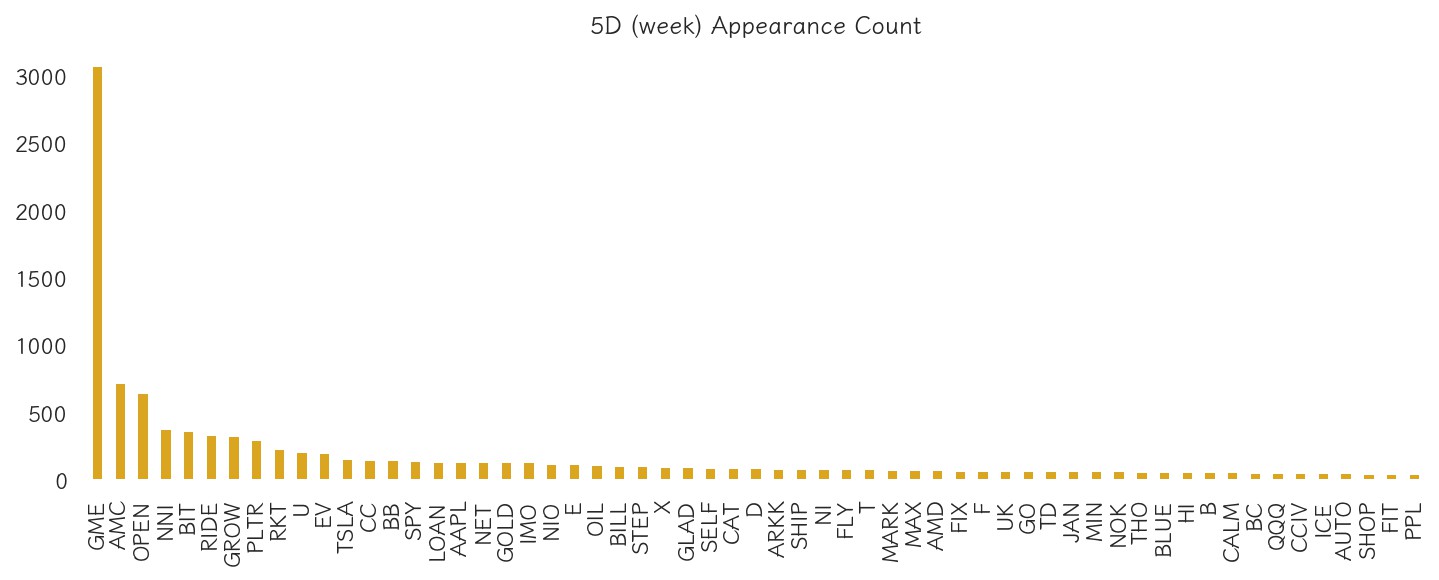 5D (week) Appearance Count
3000
2500
2000
1500
1000
500
0
GME
AMC
OPEN
NNI
BIT
RIDE
GROW
PLTR
RKT
U
EV
TSLA
CC
BB
SPY
LOAN
AAPL
NET
GOLD
IMO
NIO
E
OIL
BILL
STEP
X
GLAD
SELF
CAT
D
ARKK
SHIP
NI
FLY
T
MARK
MAX
AMD
FIX
F
UK
GO
TD
JAN
MIN
NOK
THO
BLUE
HI
B
CALM
BC
QQQ
CCIV
ICE
AUTO
SHOP
FIT
PPL